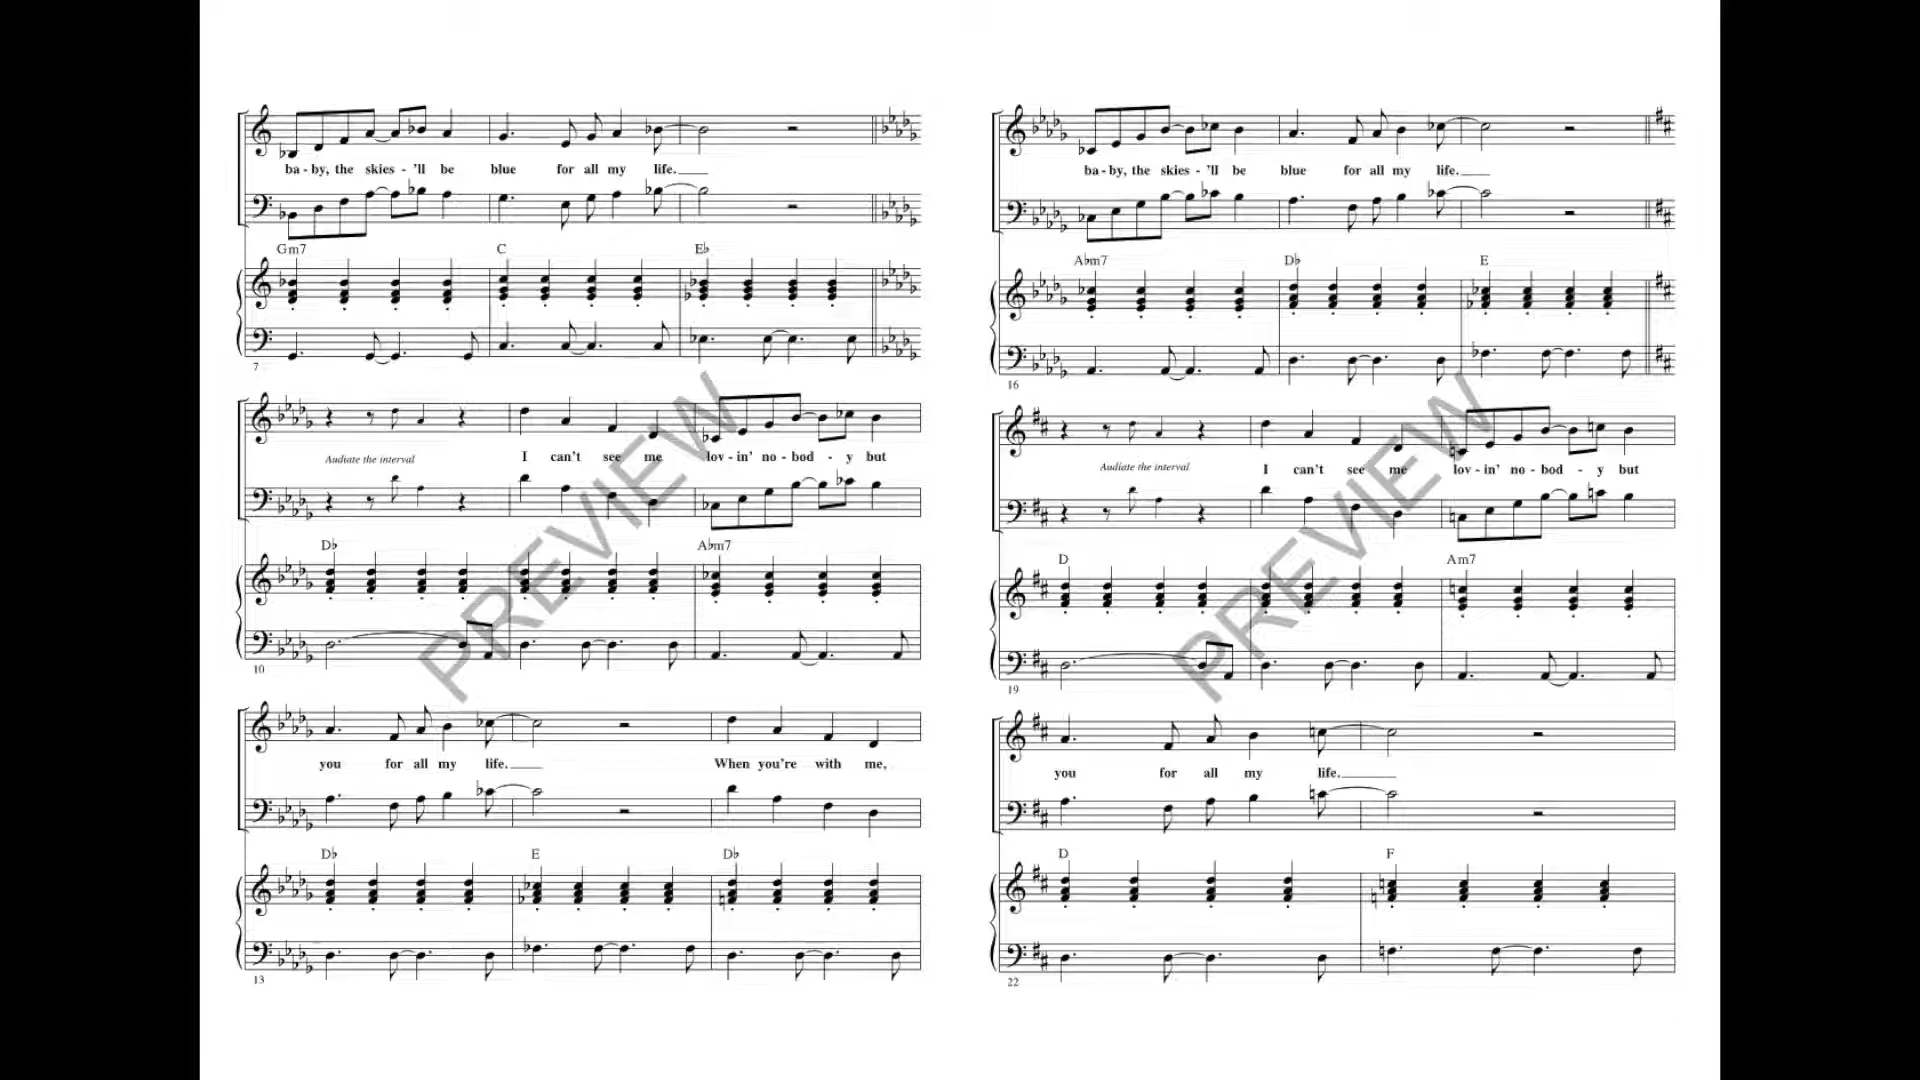 ba - by, the skies - 'll be blue for all my life.
Gm7 C E♭
7
Audiate the interval
I can't see me lov - in' no - bod - y but
D♭ A♭m7
10
you for all my life. When you're with me,
D♭ E D♭
13
ba - by, the skies - 'll be blue for all my life.
A♭m7 D♭ E
16
Audiate the interval
I can't see me lov - in' no - bod - y but
D Am7
19
you for all my life.
D F
22
PREVIEW
PREVIEW